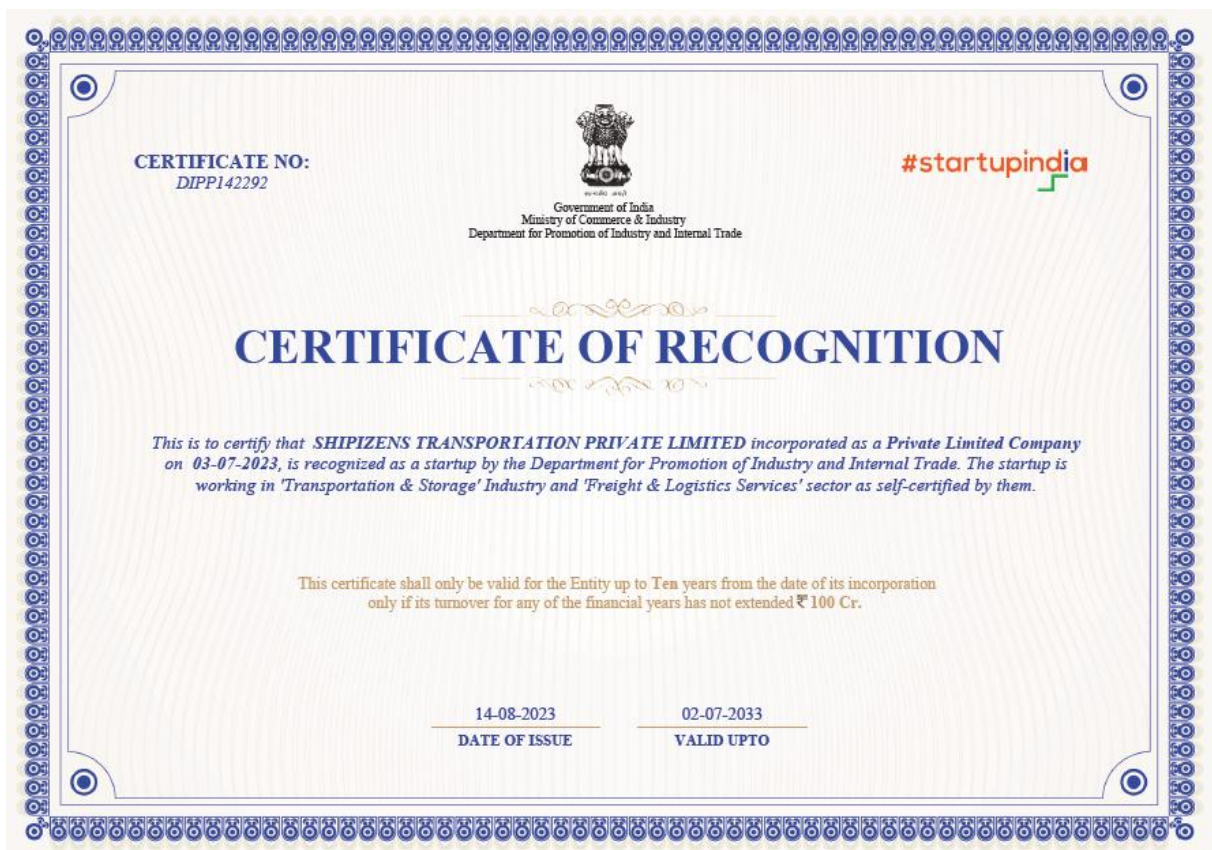 CERTIFICATE NO:
DIPP142292
#startupindia
सत्यमेव जयते
Government of India
Ministry of Commerce & Industry
Department for Promotion of Industry and Internal Trade
CERTIFICATE OF RECOGNITION
This is to certify that SHIPIZENS TRANSPORTATION PRIVATE LIMITED incorporated as a Private Limited Company
on 03-07-2023, is recognized as a startup by the Department for Promotion of Industry and Internal Trade. The startup is
working in 'Transportation & Storage' Industry and 'Freight & Logistics Services' sector as self-certified by them.
This certificate shall only be valid for the Entity up to Ten years from the date of its incorporation
only if its turnover for any of the financial years has not extended ₹ 100 Cr.
14-08-2023
DATE OF ISSUE
02-07-2033
VALID UPTO